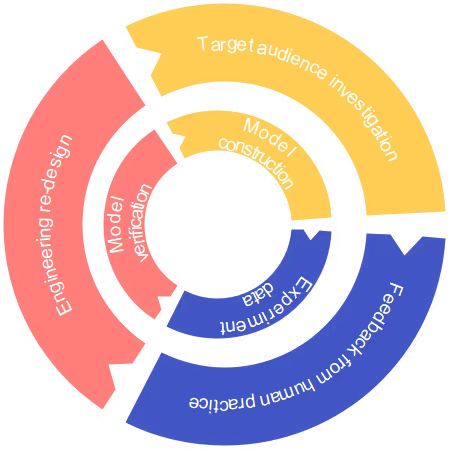 Target audience investigation
Model
construction
Engineering re-design
Model
verification
Experiment
data
Feedback from human practice